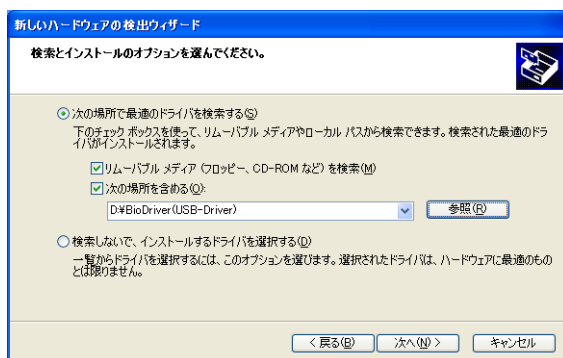 新しいハードウェアの検出ウィザード
検索とインストールのオプションを選んでください。
次の場所で最適のドライバを検索する(S)
下のチェック ボックスを使って、リムーバブル メディアやローカル パスから検索できます。検索された最適のドラ
イバがインストールされます。
リムーバブル メディア (フロッピー、CD-ROM など) を検索(M)
次の場所を含める(O):
D:¥BioDriver(USB-Driver)
参照(R)
検索しないで、インストールするドライバを選択する(D)
一覧からドライバを選択するには、このオプションを選びます。選択されたドライバは、ハードウェアに最適のもの
とは限りません。
< 戻る(B)
次へ(N) >
キャンセル